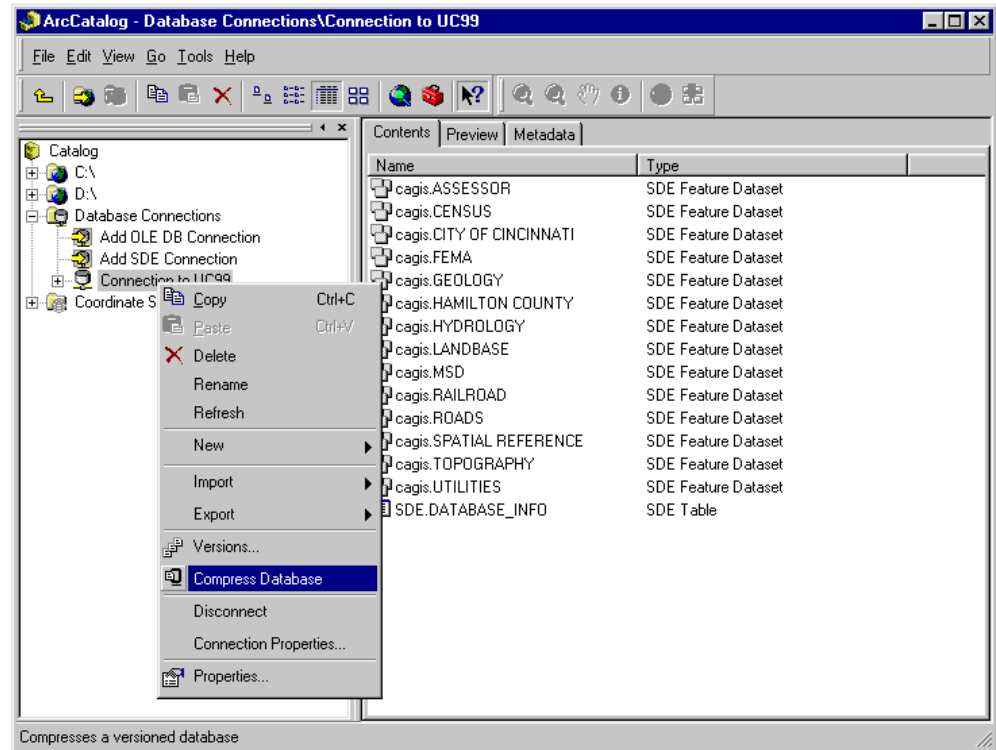 ArcCatalog - Database Connections\Connection to UC99
File Edit View Go Tools Help
Contents Preview Metadata
Catalog
C:\
D:\
Database Connections
Add OLE DB Connection
Add SDE Connection
Connection to UC99
Coordinate S
Copy Ctrl+C
Paste Ctrl+V
Delete
Rename
Refresh
New
Import
Export
Versions...
Compress Database
Disconnect
Connection Properties...
Properties...
Name Type
cagis.ASSESSOR SDE Feature Dataset
cagis.CENSUS SDE Feature Dataset
cagis.CITY OF CINCINNATI SDE Feature Dataset
cagis.FEMA SDE Feature Dataset
cagis.GEOLOGY SDE Feature Dataset
cagis.HAMILTON COUNTY SDE Feature Dataset
cagis.HYDROLOGY SDE Feature Dataset
cagis.LANDBASE SDE Feature Dataset
cagis.MSD SDE Feature Dataset
cagis.RAILROAD SDE Feature Dataset
cagis.ROADS SDE Feature Dataset
cagis.SPATIAL REFERENCE SDE Feature Dataset
cagis.TOPOGRAPHY SDE Feature Dataset
cagis.UTILITIES SDE Feature Dataset
SDE.DATABASE_INFO SDE Table
Compresses a versioned database